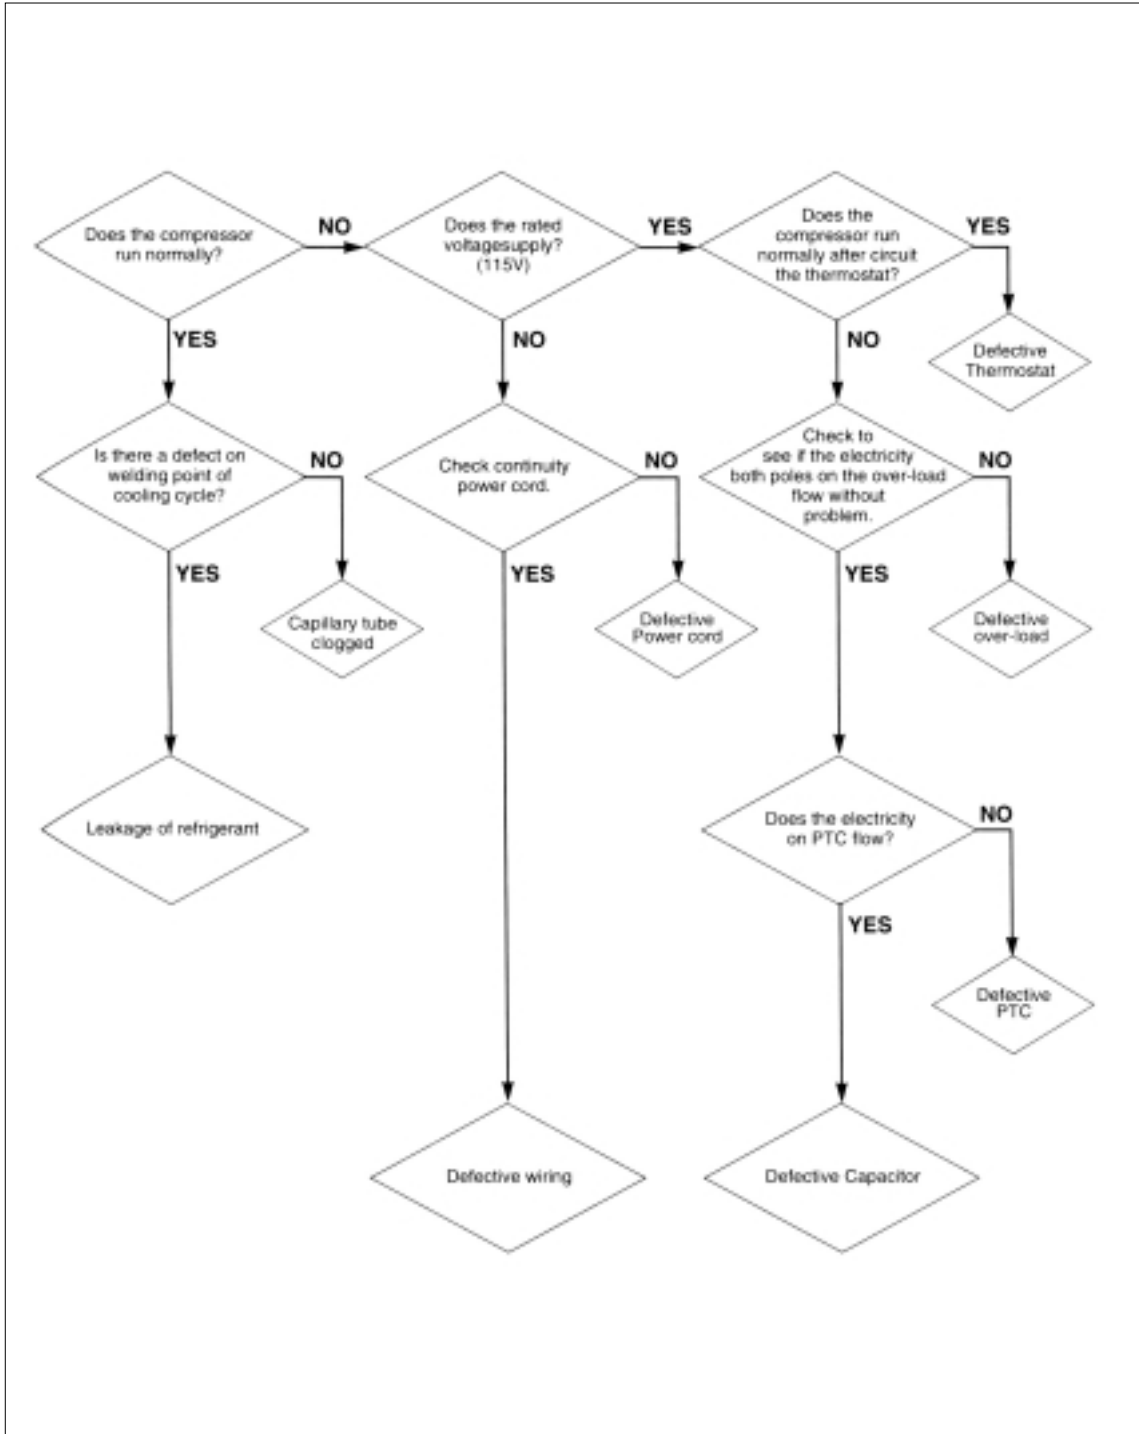 Does the compressor
run normally?
NO
Does the rated
voltagesupply?
(115V)
YES
Does the
compressor run
normally after circuit
the thermostat?
YES
Defective
Thermostat
YES
NO
NO
Is there a defect on
welding point of
cooling cycle?
NO
Check continuity
power cord.
NO
Check to
see if the electricity
both poles on the over-load
flow without
problem.
NO
YES
Capillary tube
clogged
YES
Defective
Power cord
YES
Defective
over-load
Leakage of refrigerant
Does the electricity
on PTC flow?
NO
YES
Defective
PTC
Defective wiring
Defective Capacitor